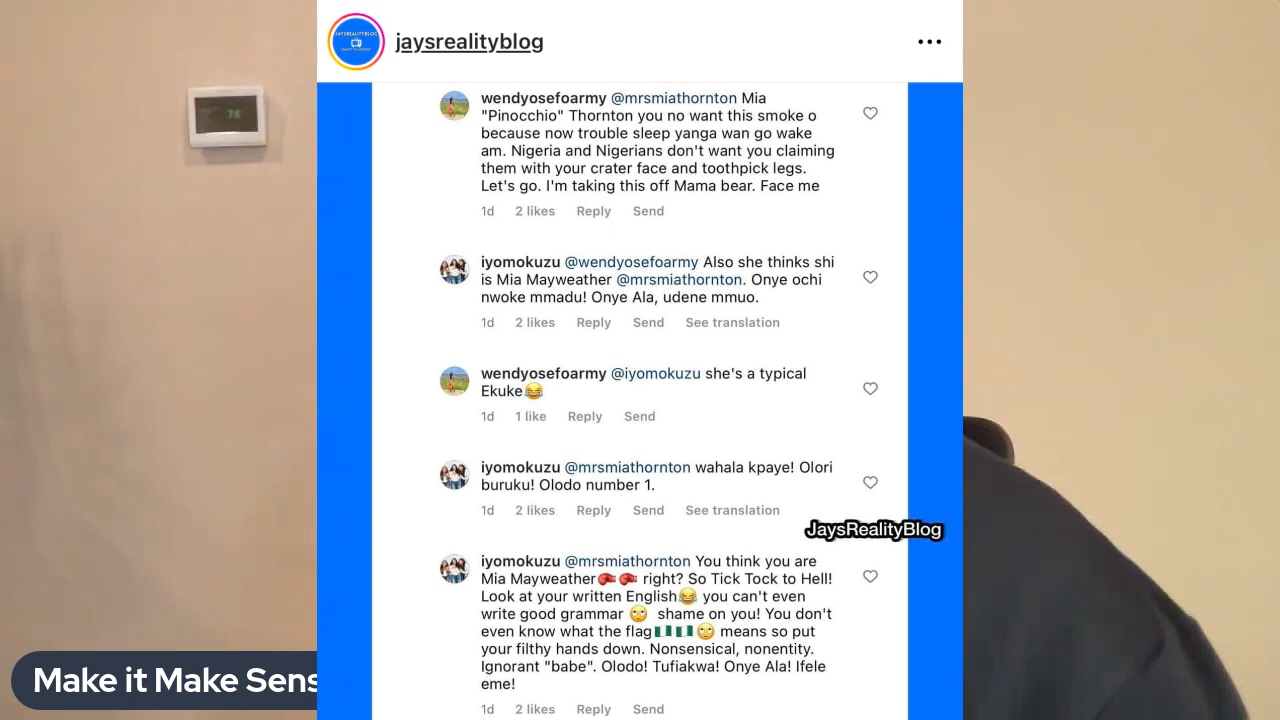 jaysrealityblog
wendyosefoarmy @mrsmiathornton Mia
"Pinocchio" Thornton you no want this smoke o
because now trouble sleep yanga wan go wake
am. Nigeria and Nigerians don't want you claiming
them with your crater face and toothpick legs.
Let's go. I'm taking this off Mama bear. Face me
1d 2 likes Reply Send
iyomokuzu @wendyosefoarmy Also she thinks shi
is Mia Mayweather @mrsmiathornton. Onye ochi
nwoke mmadu! Onye Ala, udene mmuo.
1d 2 likes Reply Send See translation
wendyosefoarmy @iyomokuzu she's a typical
Ekuke😂
1d 1 like Reply Send
iyomokuzu @mrsmiathornton wahala kpaye! Olori
buruku! Olodo number 1.
1d 2 likes Reply Send See translation
JaysRealityBlog
iyomokuzu @mrsmiathornton You think you are
Mia Mayweather🥊🥊 right? So Tick Tock to Hell!
Look at your written English😂 you can't even
write good grammar 🙄 shame on you! You don't
even know what the flag🇳🇬🇳🇬🙄 means so put
your filthy hands down. Nonsensical, nonentity.
Ignorant "babe". Olodo! Tufiakwa! Onye Ala! Ifele
eme!
1d 2 likes Reply Send
Make it Make Sens